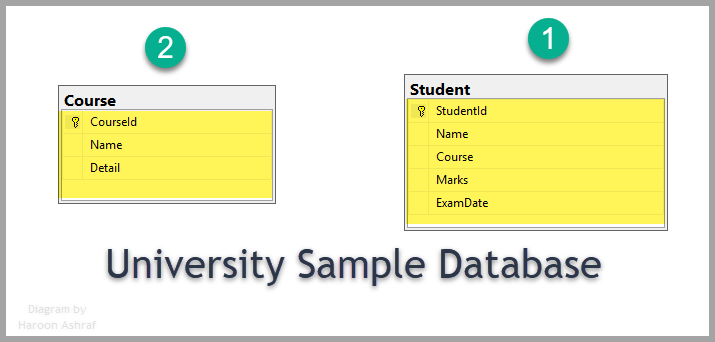 2
1
Course
CourseId
Name
Detail
Student
StudentId
Name
Course
Marks
ExamDate
University Sample Database
Diagram by
Haroon Ashraf